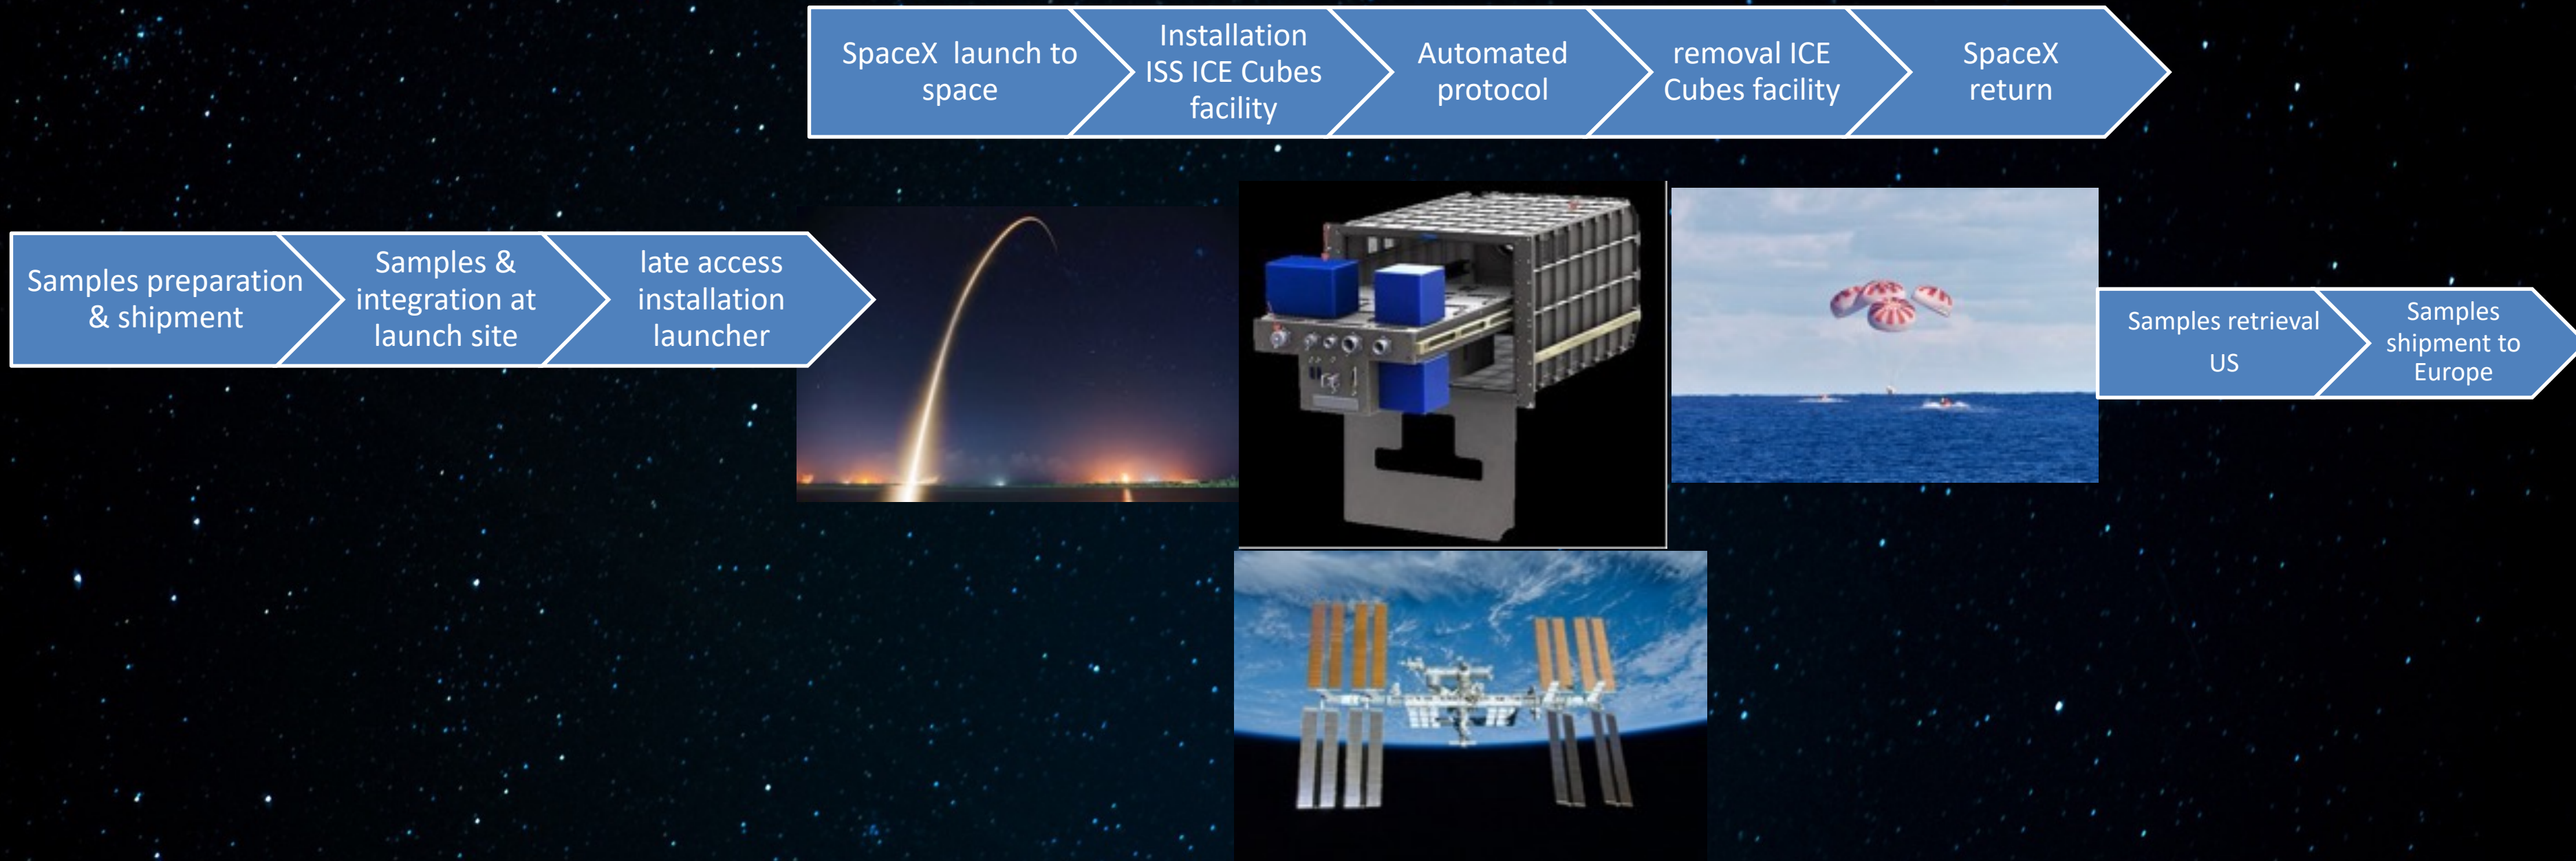 Samples preparation
& shipment
Samples &
integration at
launch site
late access
installation
launcher
SpaceX launch to
space
Installation
ISS ICE Cubes
facility
Automated
protocol
removal ICE
Cubes facility
SpaceX
return
Samples retrieval
US
Samples
shipment to
Europe